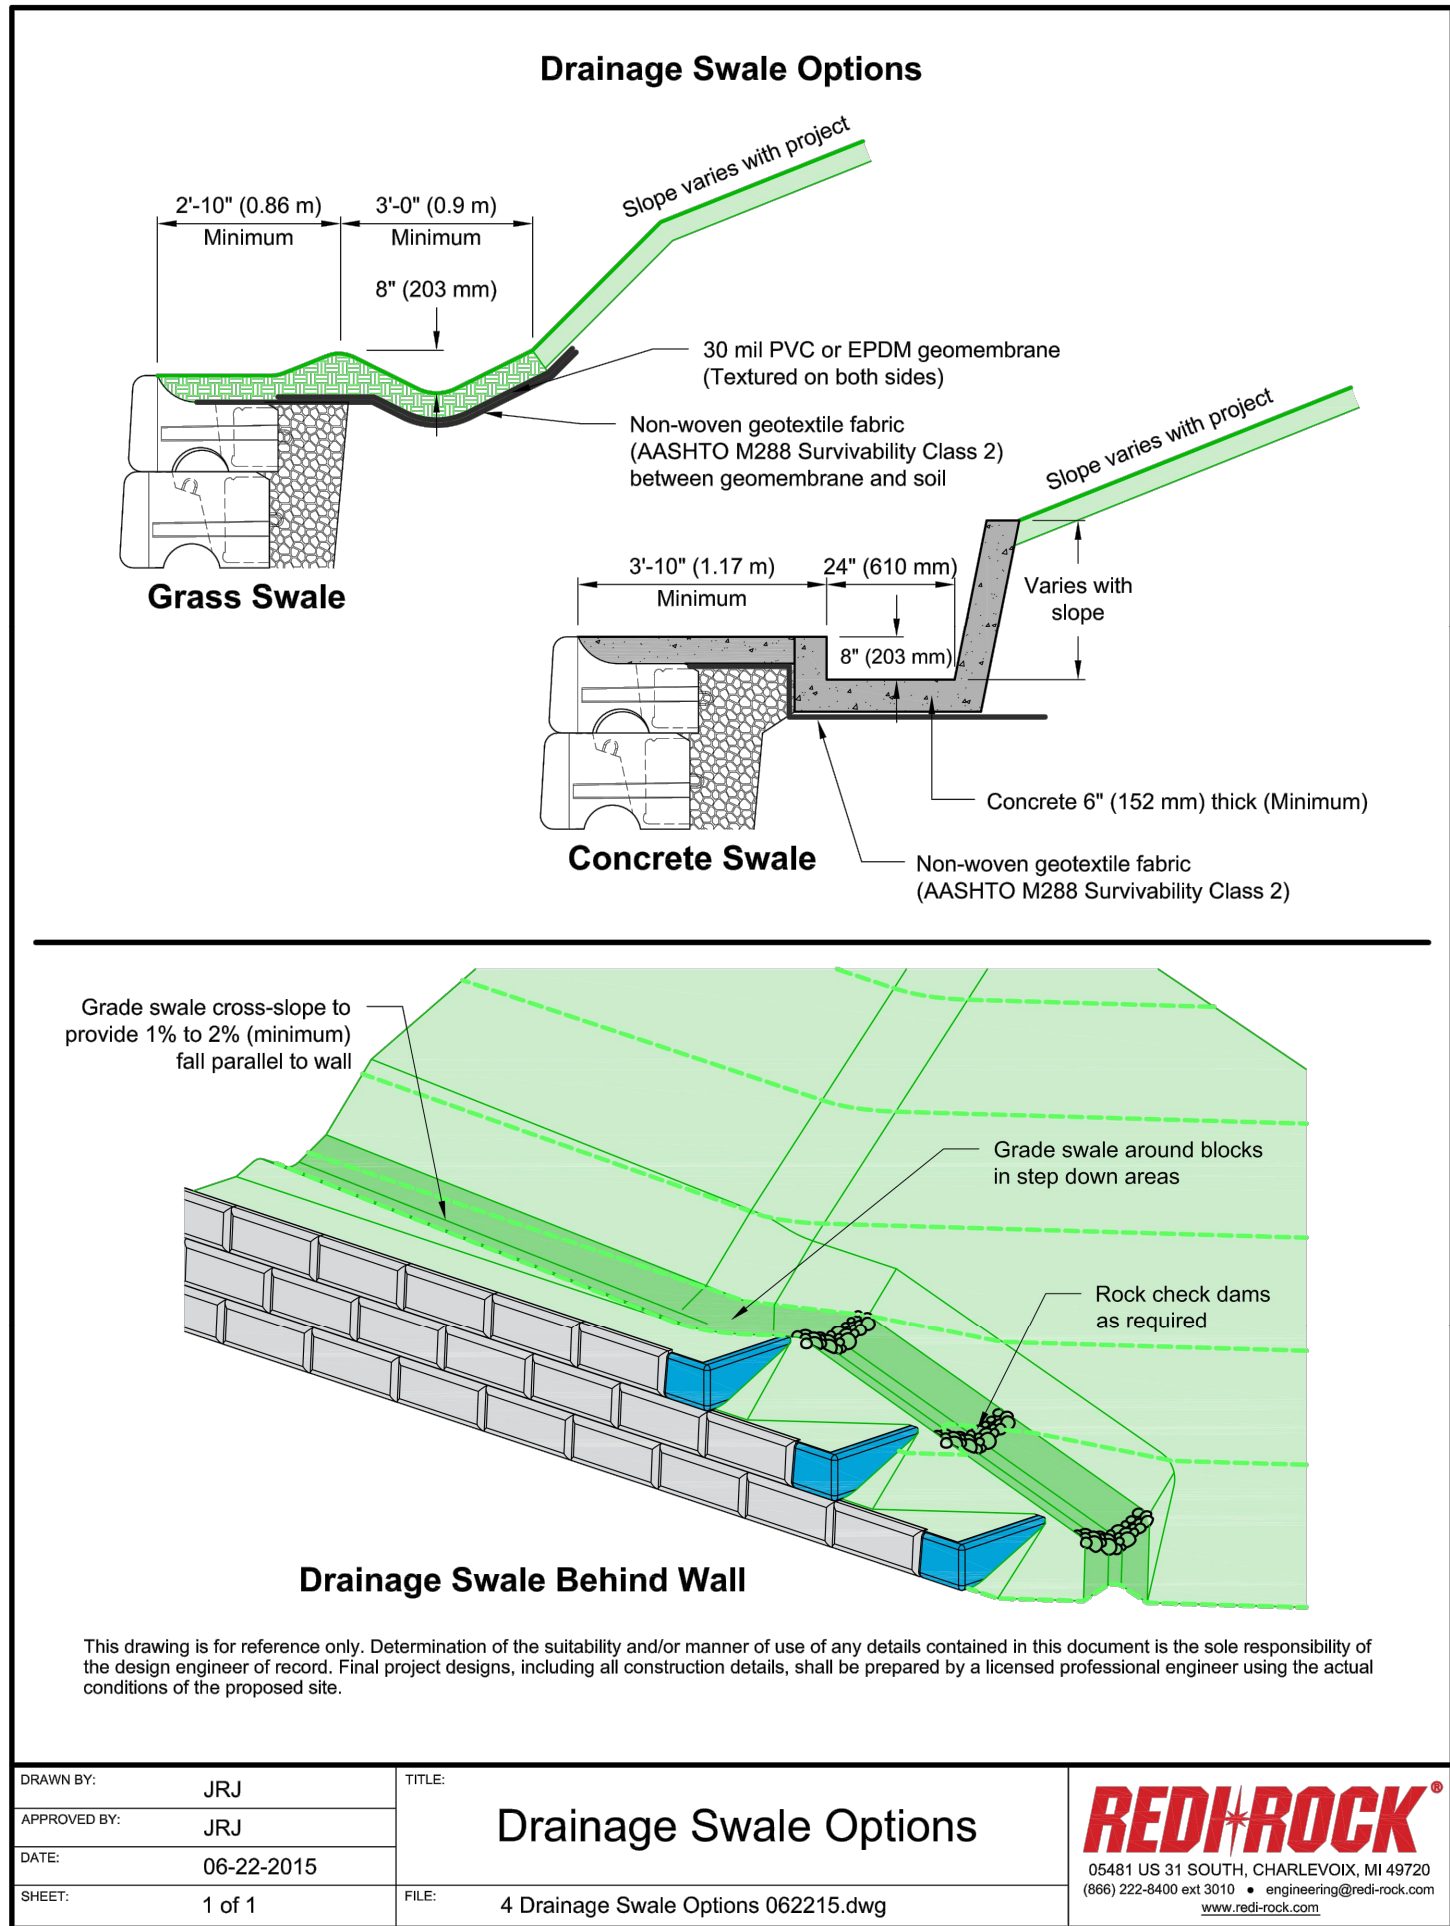 Drainage Swale Options
Slope varies with project
2'-10" (0.86 m)
Minimum
3'-0" (0.9 m)
Minimum
8" (203 mm)
30 mil PVC or EPDM geomembrane
(Textured on both sides)
Non-woven geotextile fabric
(AASHTO M288 Survivability Class 2)
between geomembrane and soil
Grass Swale
Slope varies with project
3'-10" (1.17 m)
Minimum
24" (610 mm)
Varies with
slope
8" (203 mm)
Concrete 6" (152 mm) thick (Minimum)
Concrete Swale
Non-woven geotextile fabric
(AASHTO M288 Survivability Class 2)
Grade swale cross-slope to
provide 1% to 2% (minimum)
fall parallel to wall
Grade swale around blocks
in step down areas
Rock check dams
as required
Drainage Swale Behind Wall
This drawing is for reference only. Determination of the suitability and/or manner of use of any details contained in this document is the sole responsibility of
the design engineer of record. Final project designs, including all construction details, shall be prepared by a licensed professional engineer using the actual
conditions of the proposed site.
DRAWN BY:
JRJ
APPROVED BY:
JRJ
DATE:
06-22-2015
SHEET:
1 of 1
TITLE:
Drainage Swale Options
FILE:
4 Drainage Swale Options 062215.dwg
REDI-ROCK®
05481 US 31 SOUTH, CHARLEVOIX, MI 49720
(866) 222-8400 ext 3010 • engineering@redi-rock.com
www.redi-rock.com